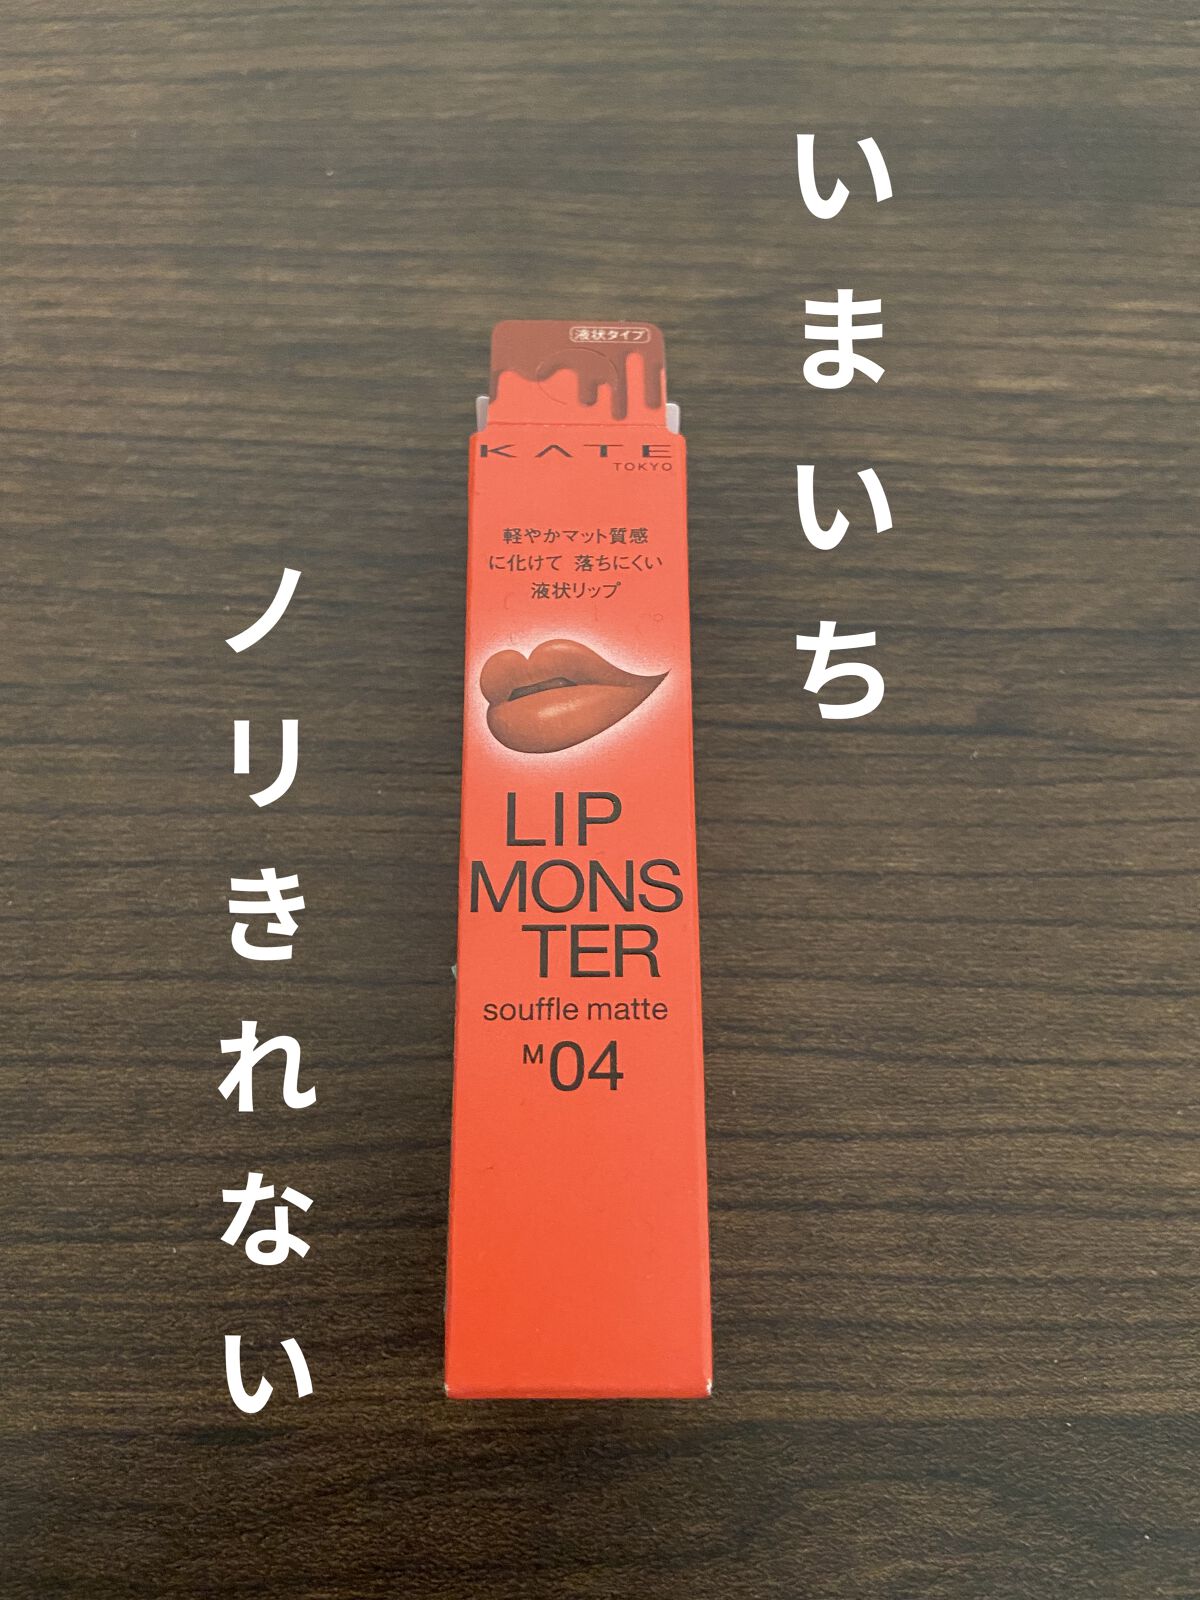 いまいち
ノリきれない
液状タイプ
KATE
TOKYO
軽やかマット質感
に化けて 落ちにくい
液状リップ
LIP
MONS
TER
souffle matte
M04